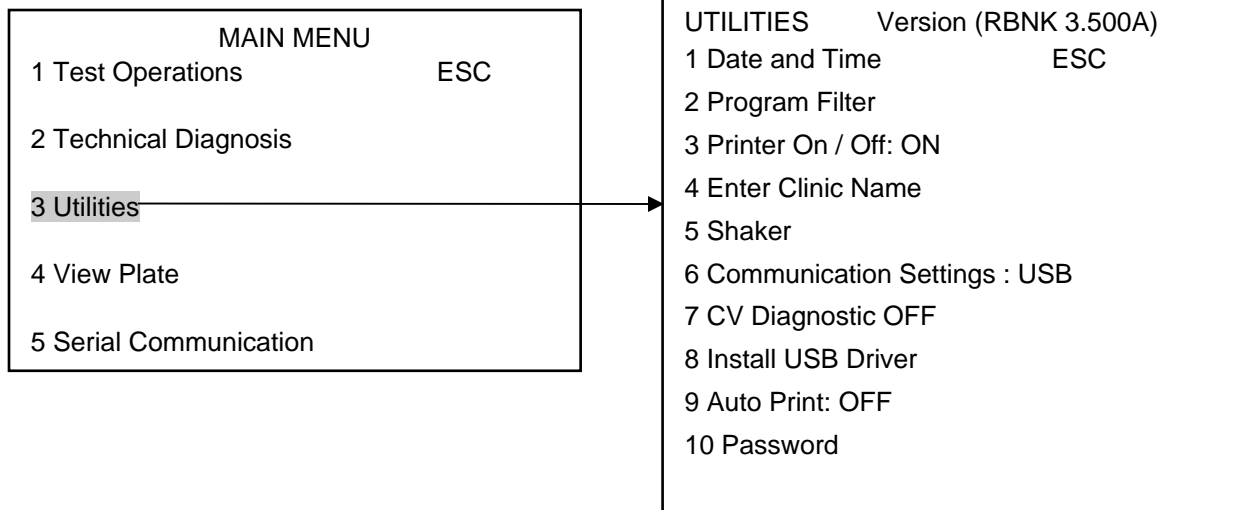 MAIN MENU
1 Test Operations ESC
2 Technical Diagnosis
3 Utilities
4 View Plate
5 Serial Communication
UTILITIES Version (RBNK 3.500A)
1 Date and Time ESC
2 Program Filter
3 Printer On / Off: ON
4 Enter Clinic Name
5 Shaker
6 Communication Settings : USB
7 CV Diagnostic OFF
8 Install USB Driver
9 Auto Print: OFF
10 Password